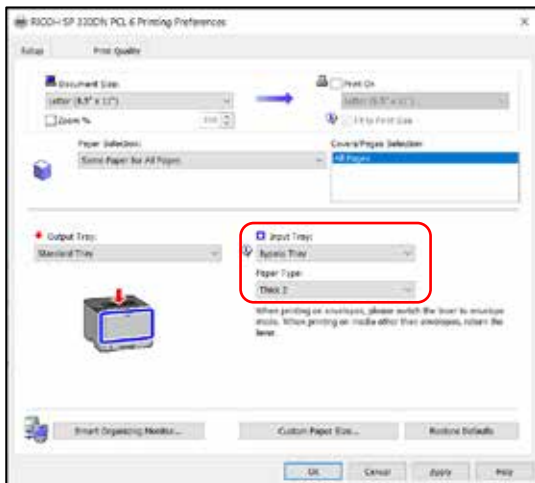 RICOH SP 330DN PCL 6 Printing Preferences
Setup
Print Quality
Document Size:
Letter (8.5" x 11")
Zoom %
Print On
Letter (8.5" x 11")
Fit to Print Size
Paper Selection:
Same Paper for All Pages
Covers/Pages Selection
All Pages
Output Tray:
Standard Tray
Input Tray:
Bypass Tray
Paper Type:
Thick 2
When printing on envelopes, please switch the lever to envelope
mode. When printing on media other than envelopes, return the
lever.
Smart Organizing Monitor...
Custom Paper Size...
Restore Defaults
OK
Cancel
Apply
Help